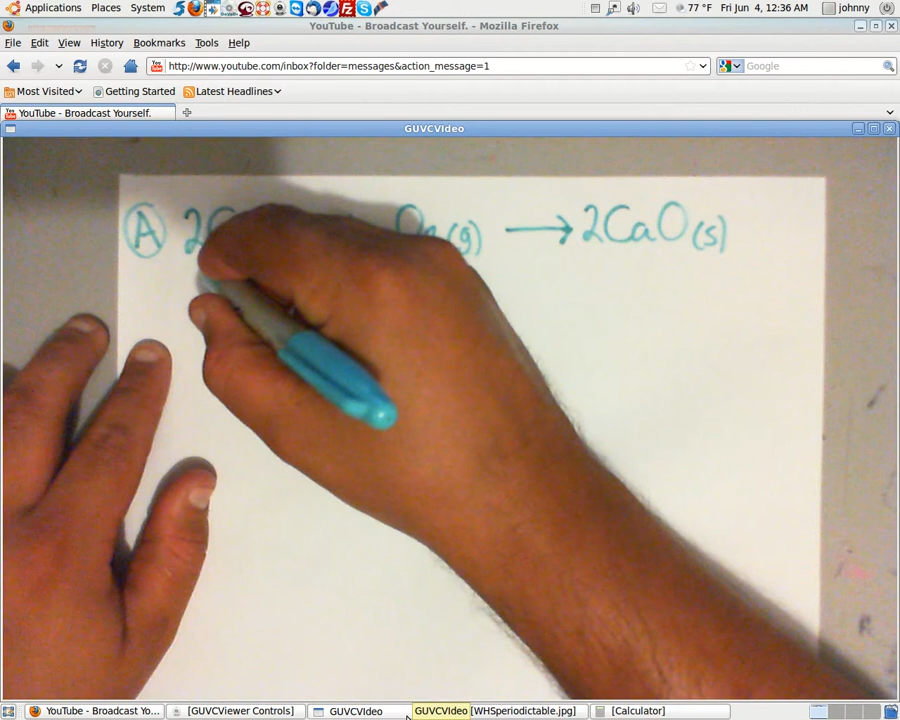 Applications Places System 77 °F Fri Jun 4, 12:36 AM johnny
YouTube - Broadcast Yourself. - Mozilla Firefox
File Edit View History Bookmarks Tools Help
http://www.youtube.com/inbox?folder=messages&action_message=1 Google
Most Visited Getting Started Latest Headlines
YouTube - Broadcast Yourself.
GUVCVideo
A 2 (g) → 2CaO(s)
YouTube - Broadcast Yo... [GUVCViewer Controls] GUVCVideo GUVCVideo [WHSperiodictable.jpg] [Calculator]